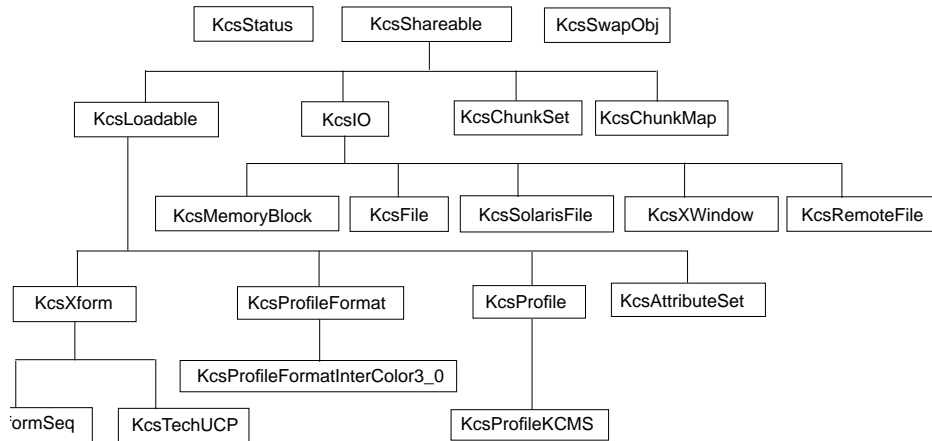 KcsStatus
KcsShareable
KcsSwapObj
KcsLoadable
KcsIO
KcsChunkSet
KcsChunkMap
KcsMemoryBlock
KcsFile
KcsSolarisFile
KcsXWindow
KcsRemoteFile
KcsXform
KcsProfileFormat
KcsProfile
KcsAttributeSet
KcsProfileFormatInterColor3_0
formSeq
KcsTechUCP
KcsProfileKCMS